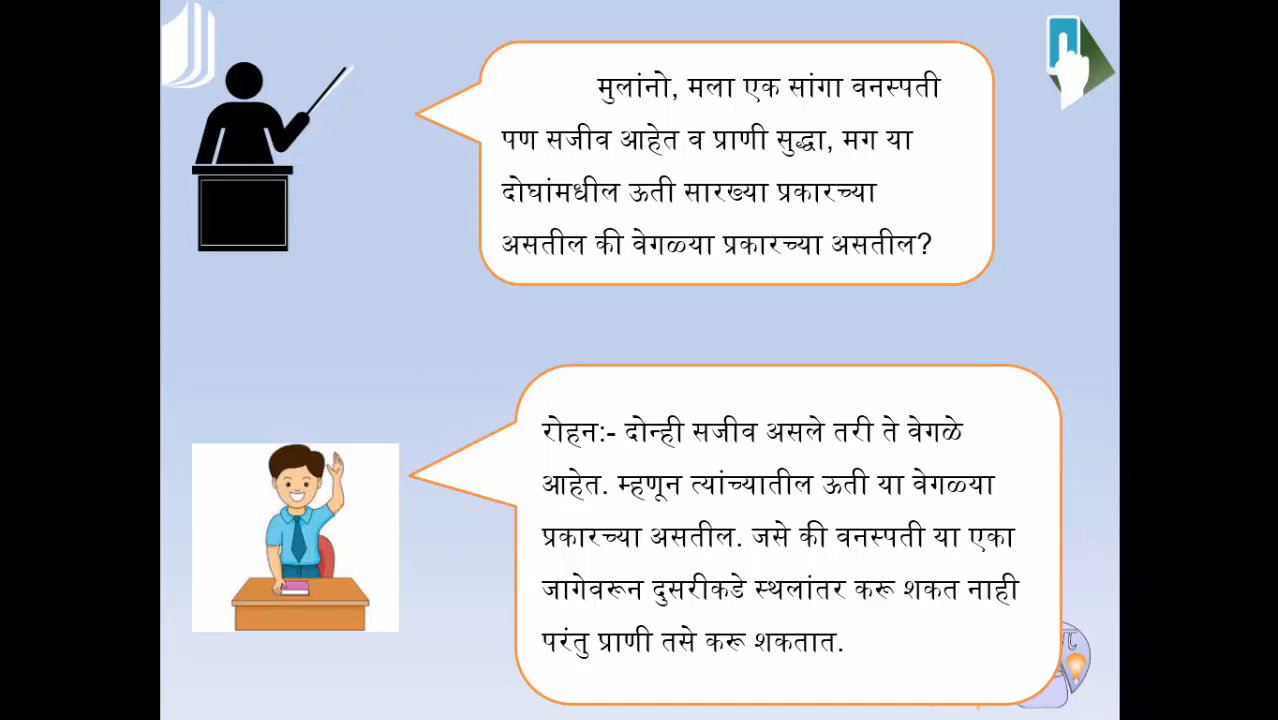 मुलांनो, मला एक सांगा वनस्पती
पण सजीव आहेत व प्राणी सुद्धा, मग या
दोघांमधील ऊती सारख्या प्रकारच्या
असतील की वेगळ्या प्रकारच्या असतील?
रोहन:- दोन्ही सजीव असले तरी ते वेगळे
आहेत. म्हणून त्यांच्यातील ऊती या वेगळ्या
प्रकारच्या असतील. जसे की वनस्पती या एका
जागेवरून दुसरीकडे स्थलांतर करू शकत नाही
परंतु प्राणी तसे करू शकतात.